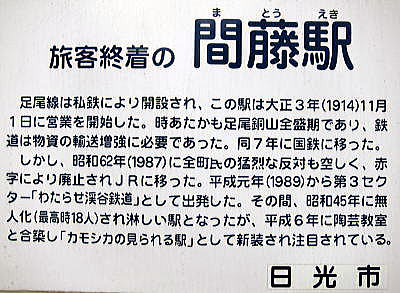 ま とう えき
旅客終着の 間藤駅
足尾線は私鉄により開設され、この駅は大正3年(1914)11月
1日に営業を開始した。時あたかも足尾銅山全盛期であり、鉄
道は物資の輸送増強に必要であった。同7年に国鉄に移った。
しかし、昭和62年(1987)に全町民の猛烈な反対も空しく、赤
字により廃止されJRに移った。平成元年(1989)から第3セク
ター「わたらせ渓谷鉄道」として出発した。その間、昭和45年に無
人化(最高時18人)され淋しい駅となったが、平成6年に陶芸教室
と合築し「カモシカの見られる駅」として新装され注目されている。
日光市